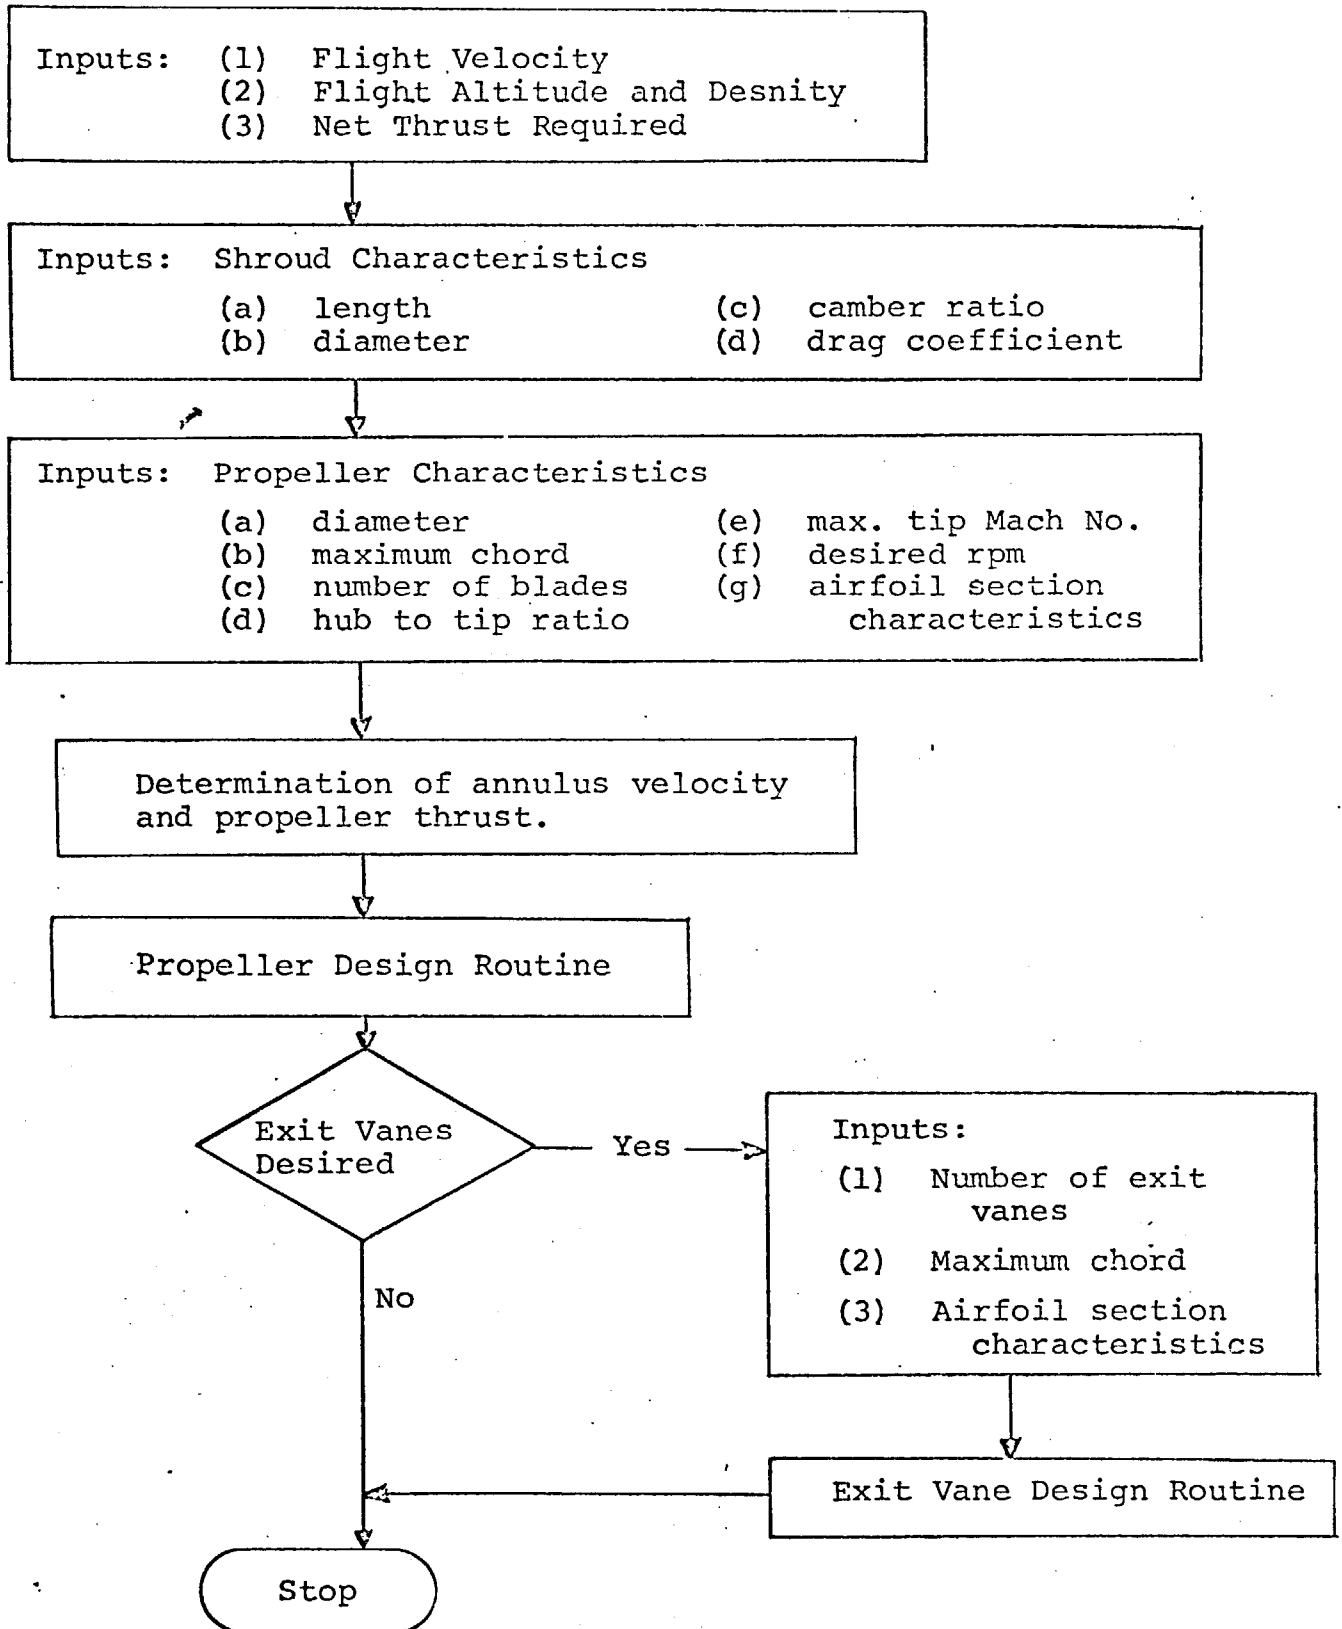 Inputs: (1) Flight Velocity
(2) Flight Altitude and Desnity
(3) Net Thrust Required
Inputs: Shroud Characteristics
(a) length (c) camber ratio
(b) diameter (d) drag coefficient
Inputs: Propeller Characteristics
(a) diameter (e) max. tip Mach No.
(b) maximum chord (f) desired rpm
(c) number of blades (g) airfoil section
(d) hub to tip ratio characteristics
Determination of annulus velocity
and propeller thrust.
Propeller Design Routine
Exit Vanes
Desired
Yes
Inputs:
(1) Number of exit
vanes
(2) Maximum chord
(3) Airfoil section
characteristics
No
Exit Vane Design Routine
Stop